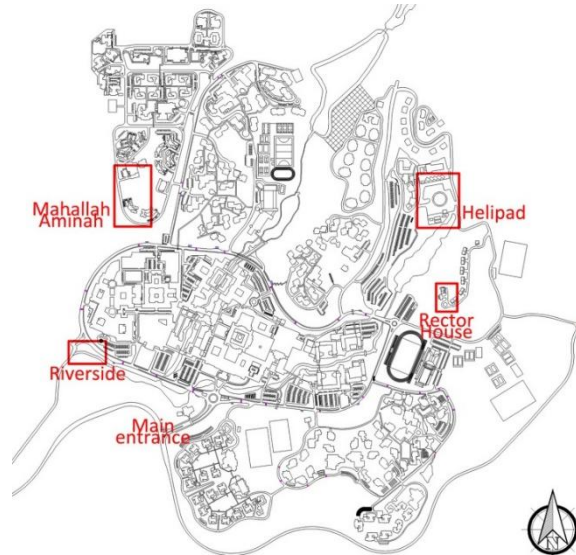 Mahallah
Aminah
Helipad
Rector
House
Riverside
Main
entrance
N